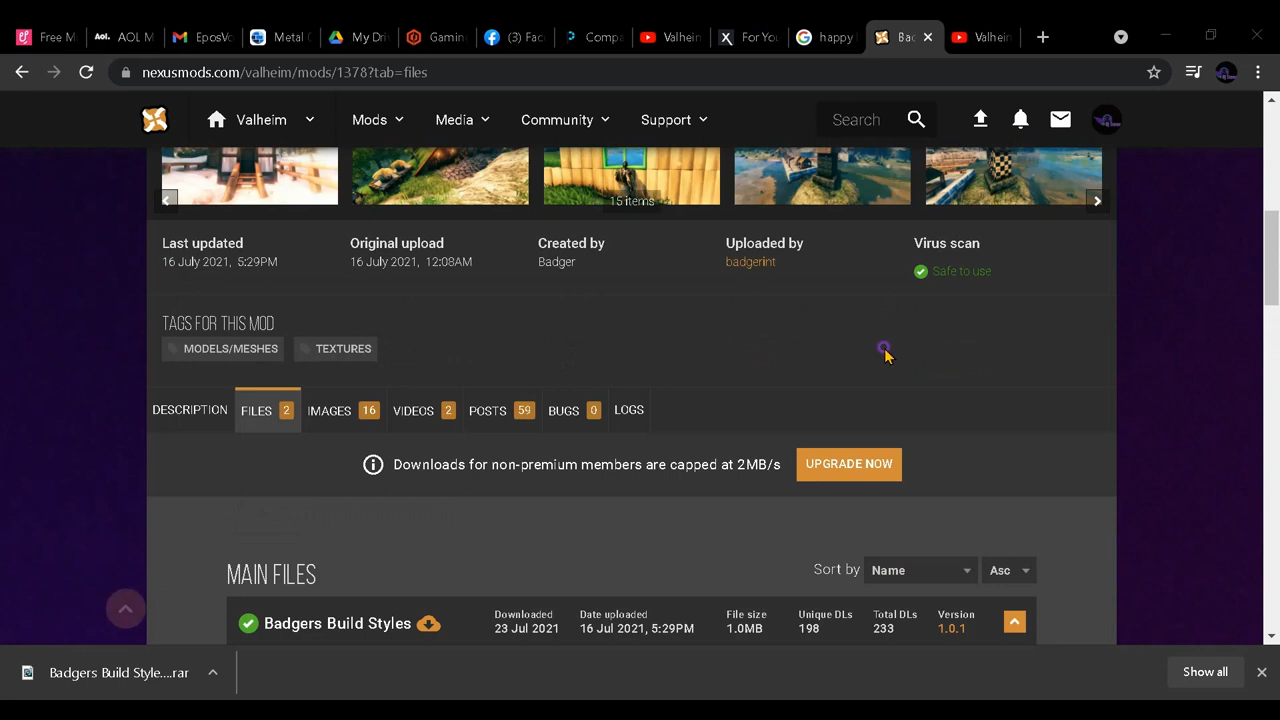 Free M
Aol. AOL M
EposVo
Metal (
My Driv
Gamin
(3) Fac
Compa
Valheim
For You
happy
Bad
Valheim
nexusmods.com/valheim/mods/1378?tab=files
Valheim Mods Media Community Support Search
15 items
Last updated Original upload Created by Uploaded by Virus scan
16 July 2021, 5:29PM 16 July 2021, 12:08AM Badger badgerint Safe to use
TAGS FOR THIS MOD
MODELS/MESHES TEXTURES
DESCRIPTION FILES 2 IMAGES 16 VIDEOS 2 POSTS 59 BUGS 0 LOGS
Downloads for non-premium members are capped at 2MB/s UPGRADE NOW
MAIN FILES Sort by Name Asc
Downloaded Date uploaded File size Unique DLs Total DLs Version
Badgers Build Styles 23 Jul 2021 16 Jul 2021, 5:29PM 1.0MB 198 233 1.0.1
Badgers Build Style....rar Show all